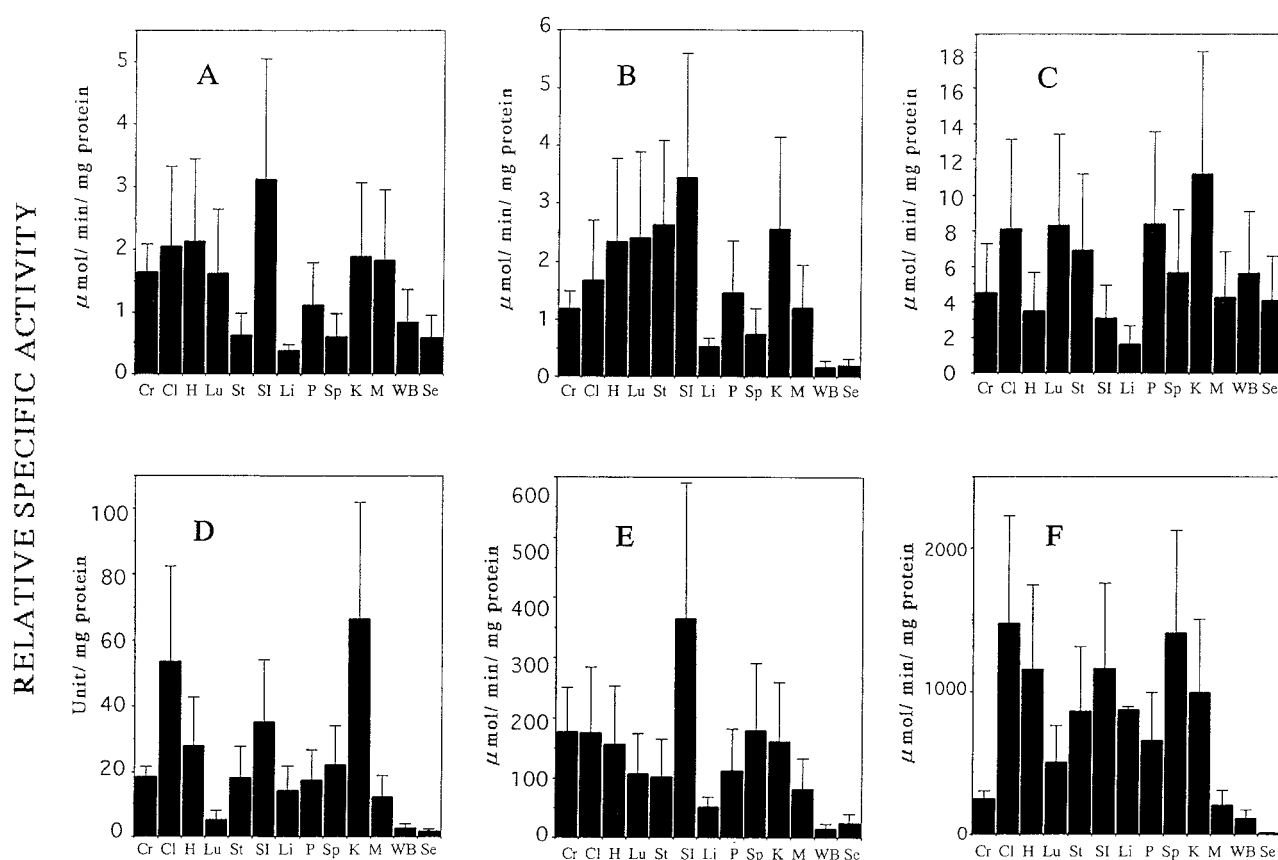 RELATIVE SPECIFIC ACTIVITY
A
μ mol/ min/ mg protein
5
4
3
2
1
0
Cr Cl H Lu St SI Li P Sp K M WB Se
B
μ mol/ min/ mg protein
6
5
4
3
2
1
0
Cr Cl H Lu St SI Li P Sp K M WB Se
C
μ mol/ min/ mg protein
18
16
14
12
10
8
6
4
2
0
Cr Cl H Lu St SI Li P Sp K M WB Se
D
Unit/ mg protein
100
80
60
40
20
0
Cr Cl H Lu St SI Li P Sp K M WB Se
E
μ mol/ min/ mg protein
600
500
400
300
300
200
100
0
Cr Cl H Lu St SI Li P Sp K M WB Se
F
μ mol/ min/ mg protein
2000
1000
0
Cr Cl H Lu St SI Li P Sp K M WB Se